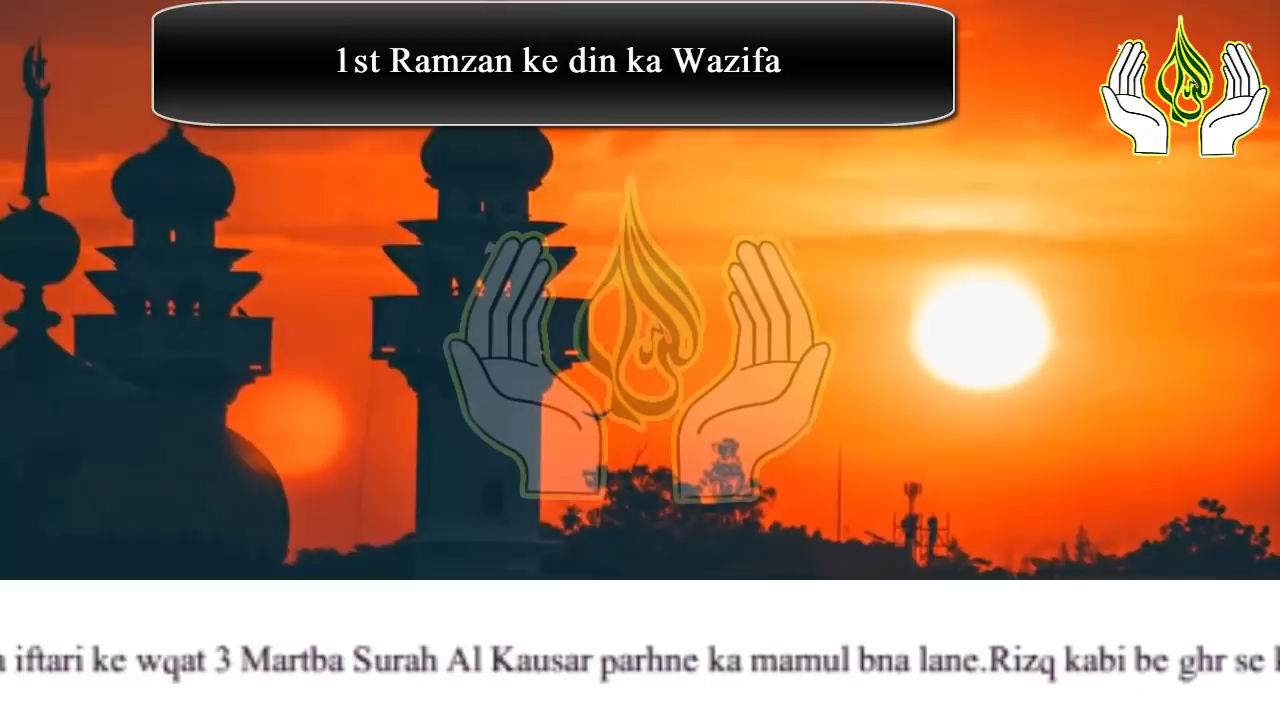 1st Ramzan ke din ka Wazifa
iftari ke wqat 3 Martba Surah Al Kausar parhne ka mamul bna lane.Rizq kabi be ghr se